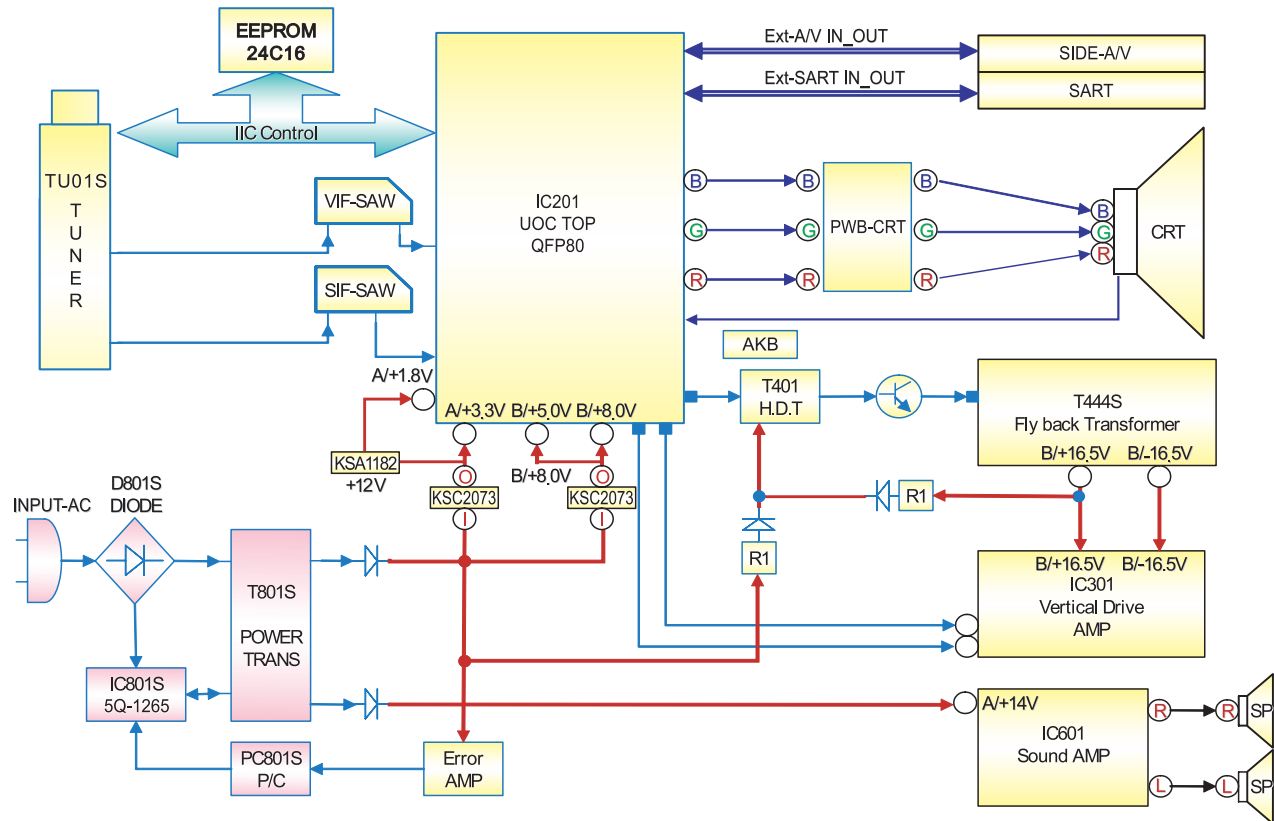 EEPROM
24C16
IIC Control
TU01S
TUNER
VIF-SAW
SIF-SAW
IC201
UOC TOP
QFP80
Ext-A/V IN_OUT
SIDE-A/V
Ext-SART IN_OUT
SART
B
B
B
B
G
G
G
G
R
R
R
R
PWB-CRT
CRT
AKB
T401
H.D.T
T444S
Fly back Transformer
B/+16.5V
B/-16.5V
A/+1.8V
A/+3.3V
B/+5.0V
B/+8.0V
KSA1182
+12V
O
B/+8.0V
O
KSC2073
KSC2073
I
I
R1
R1
B/+16.5V
B/-16.5V
IC301
Vertical Drive
AMP
INPUT-AC
D801S
DIODE
T801S
POWER
TRANS
IC801S
5Q-1265
PC801S
P/C
Error
AMP
A/+14V
IC601
Sound AMP
R
R
SP
L
L
SP